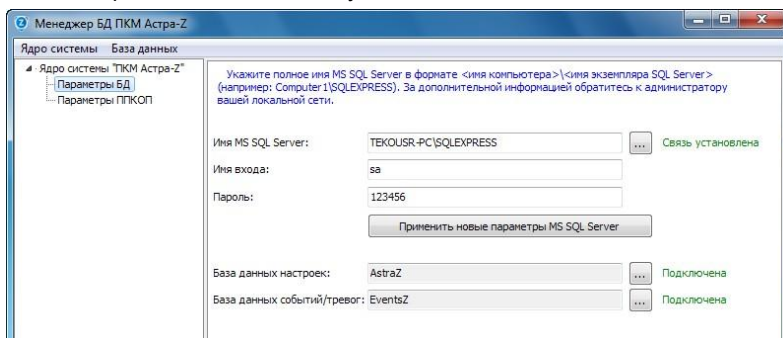 Менеджер БД ПКМ Астра-Z
Ядро системы База данных
Ядро системы "ПКМ Астра-Z"
Параметры БД
Параметры ППКОП
Укажите полное имя MS SQL Server в формате <имя компьютера>\<имя экземпляра SQL Server>
(например: Computer1\SQLEXPRESS). За дополнительной информацией обратитесь к администратору
вашей локальной сети.
Имя MS SQL Server: TEKOUSR-PC\SQLEXPRESS ... Связь установлена
Имя входа: sa
Пароль: 123456
Применить новые параметры MS SQL Server
База данных настроек: AstraZ ... Подключена
База данных событий/тревог: EventsZ ... Подключена